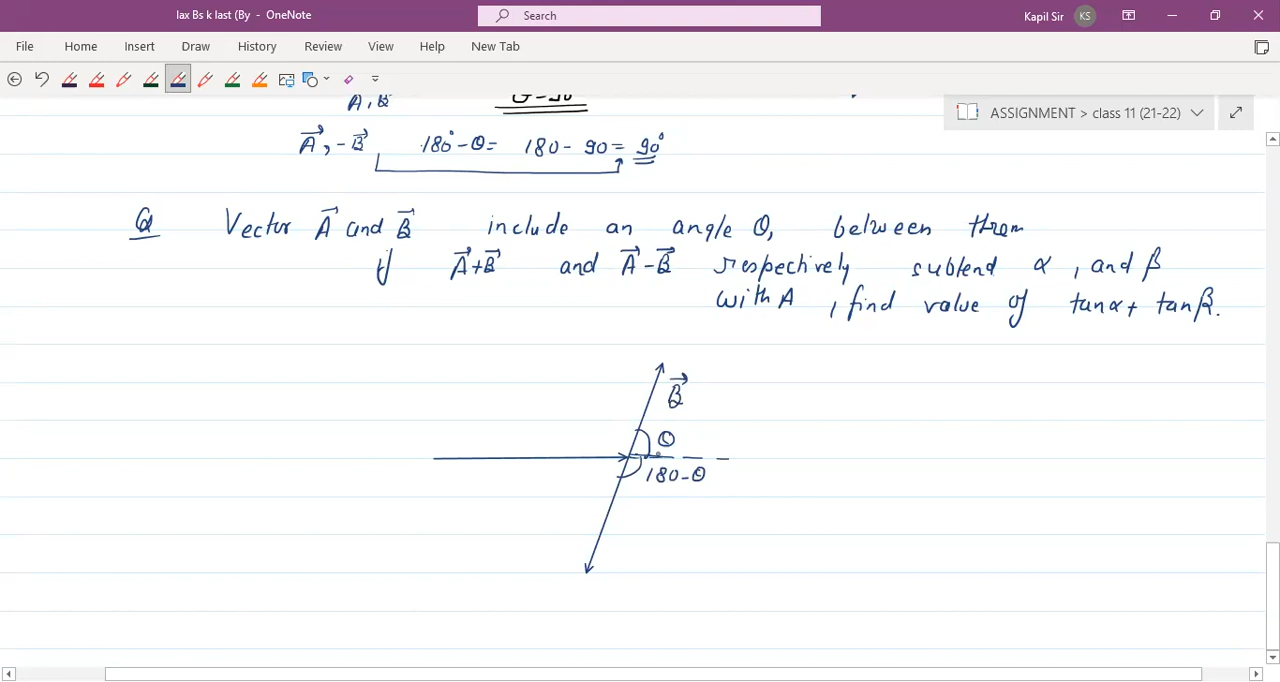 lax Bs k last (By - OneNote
Search
Kapil Sir KS
File Home Insert Draw History Review View Help New Tab
ASSIGNMENT > class 11 (21-22)
A, B θ = 90
A⃗, -B⃗ 180° - θ = 180 - 90 = 90°
Q Vector A⃗ and B⃗ include an angle θ, between them
if A⃗+B⃗ and A⃗-B⃗ respectively subtend α, and β
with A, find value of tanα + tanβ.
B⃗
θ
180-θ